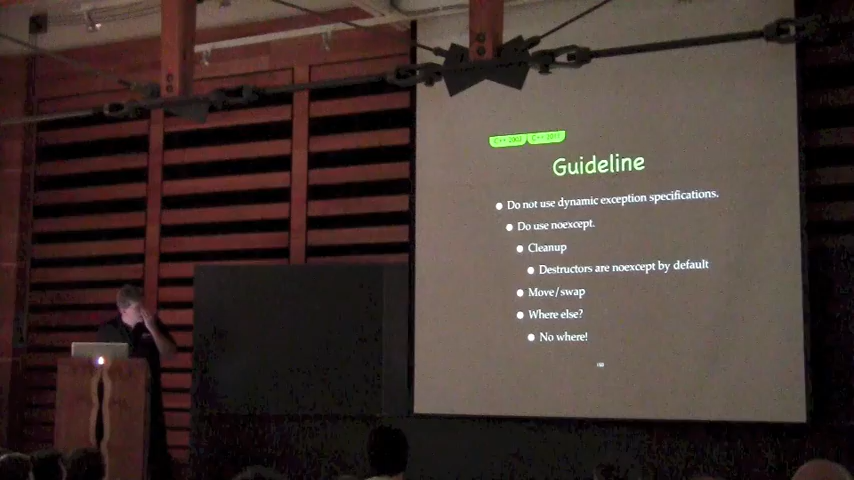 C++ 2003 C++ 2011
Guideline
Do not use dynamic exception specifications.
Do use noexcept.
Cleanup
Destructors are noexcept by default
Move/swap
Where else?
No where!